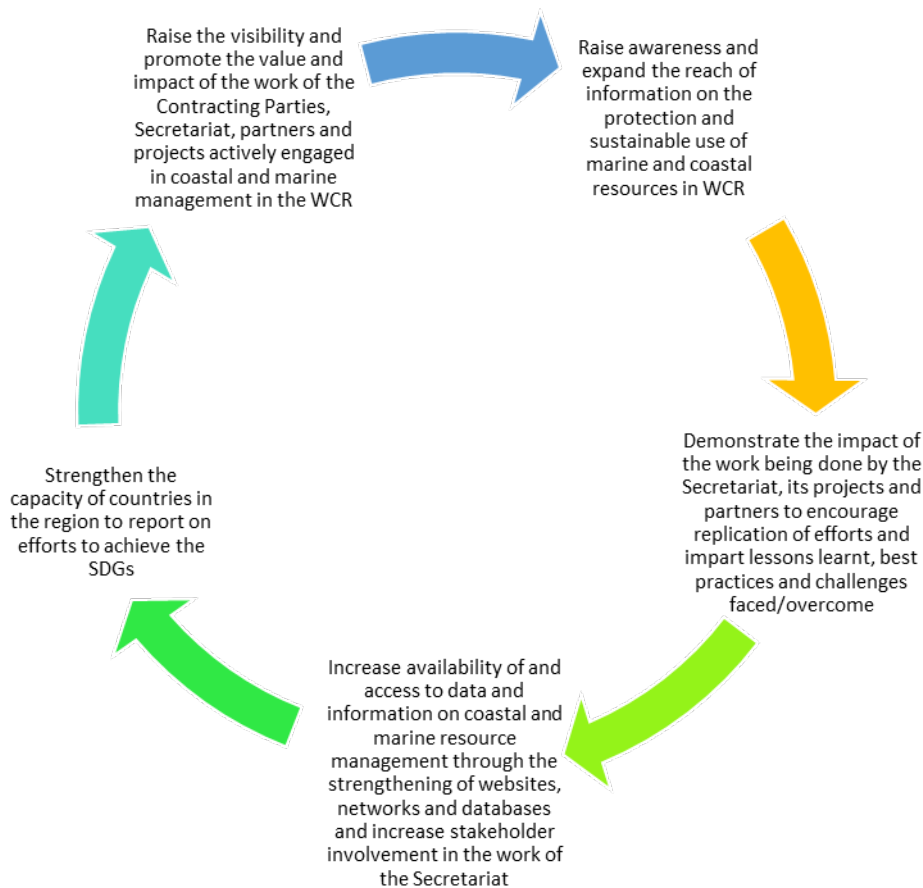 Raise the visibility and
promote the value and
impact of the work of the
Contracting Parties,
Secretariat, partners and
projects actively engaged
in coastal and marine
management in the WCR
Raise awareness and
expand the reach of
information on the
protection and
sustainable use of
marine and coastal
resources in WCR
Demonstrate the impact of
the work being done by the
Secretariat, its projects and
partners to encourage
replication of efforts and
impart lessons learnt, best
practices and challenges
faced/overcome
Increase availability of and
access to data and
information on coastal and
marine resource
management through the
strengthening of websites,
networks and databases
and increase stakeholder
involvement in the work of
the Secretariat
Strengthen the
capacity of countries in
the region to report on
efforts to achieve the
SDGs